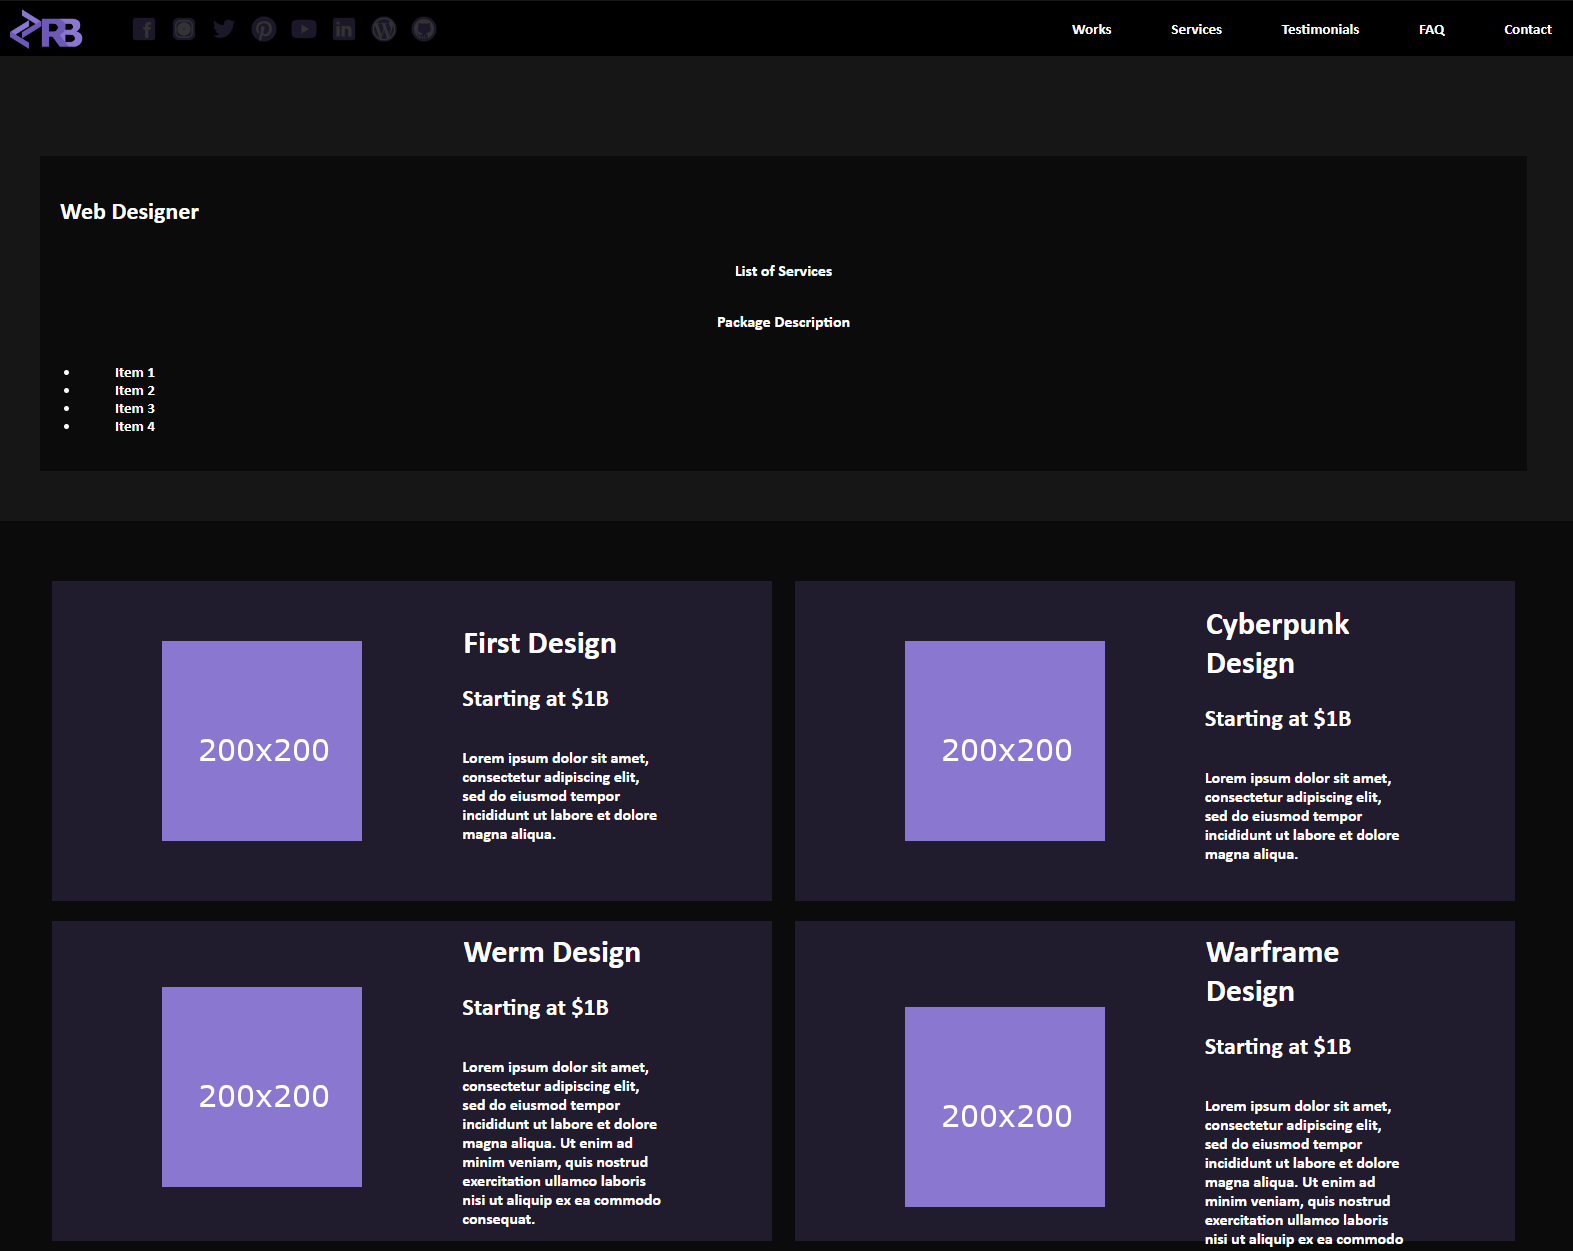 RB
Works Services Testimonials FAQ Contact
Web Designer
List of Services
Package Description
Item 1
Item 2
Item 3
Item 4
200x200
First Design
Starting at $1B
Lorem ipsum dolor sit amet,
consectetur adipiscing elit,
sed do eiusmod tempor
incididunt ut labore et dolore
magna aliqua.
200x200
Cyberpunk
Design
Starting at $1B
Lorem ipsum dolor sit amet,
consectetur adipiscing elit,
sed do eiusmod tempor
incididunt ut labore et dolore
magna aliqua.
200x200
Werm Design
Starting at $1B
Lorem ipsum dolor sit amet,
consectetur adipiscing elit,
sed do eiusmod tempor
incididunt ut labore et dolore
magna aliqua. Ut enim ad
minim veniam, quis nostrud
exercitation ullamco laboris
nisi ut aliquip ex ea commodo
consequat.
200x200
Warframe
Design
Starting at $1B
Lorem ipsum dolor sit amet,
consectetur adipiscing elit,
sed do eiusmod tempor
incididunt ut labore et dolore
magna aliqua. Ut enim ad
minim veniam, quis nostrud
exercitation ullamco laboris
nisi ut aliquip ex ea commodo